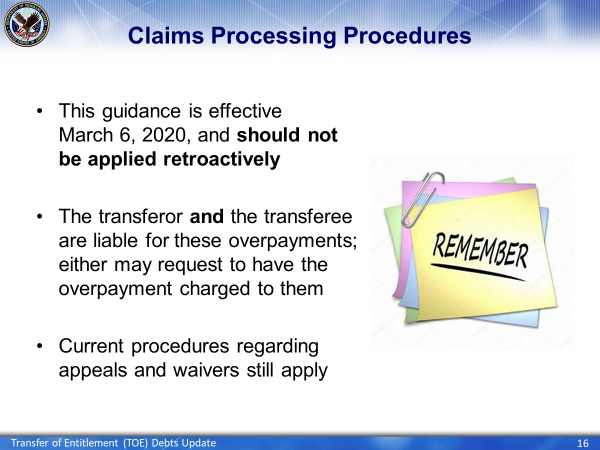 Claims Processing Procedures
• This guidance is effective
March 6, 2020, and should not
be applied retroactively
• The transferor and the transferee
are liable for these overpayments;
either may request to have the
overpayment charged to them
• Current procedures regarding
appeals and waivers still apply
REMEMBER
Transfer of Entitlement (TOE) Debts Update
16